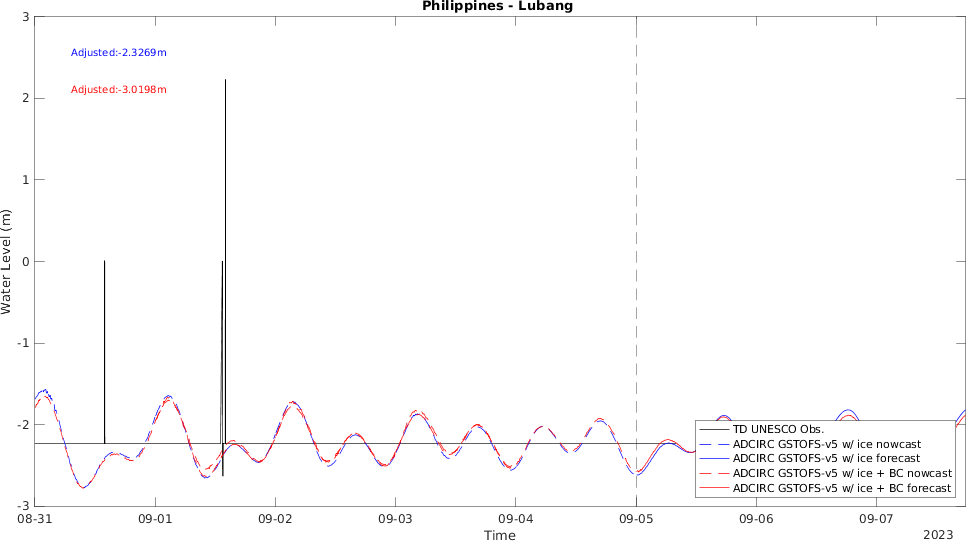 Philippines - Lubang
Adjusted:-2.3269m
Adjusted:-3.0198m
Water Level (m)
3
2
1
0
-1
-2
-3
TD UNESCO Obs.
ADCIRC GSTOFS-v5 w/ ice nowcast
ADCIRC GSTOFS-v5 w/ ice forecast
ADCIRC GSTOFS-v5 w/ ice + BC nowcast
ADCIRC GSTOFS-v5 w/ ice + BC forecast
08-31 09-01 09-02 09-03 09-04 09-05 09-06 09-07
Time
2023